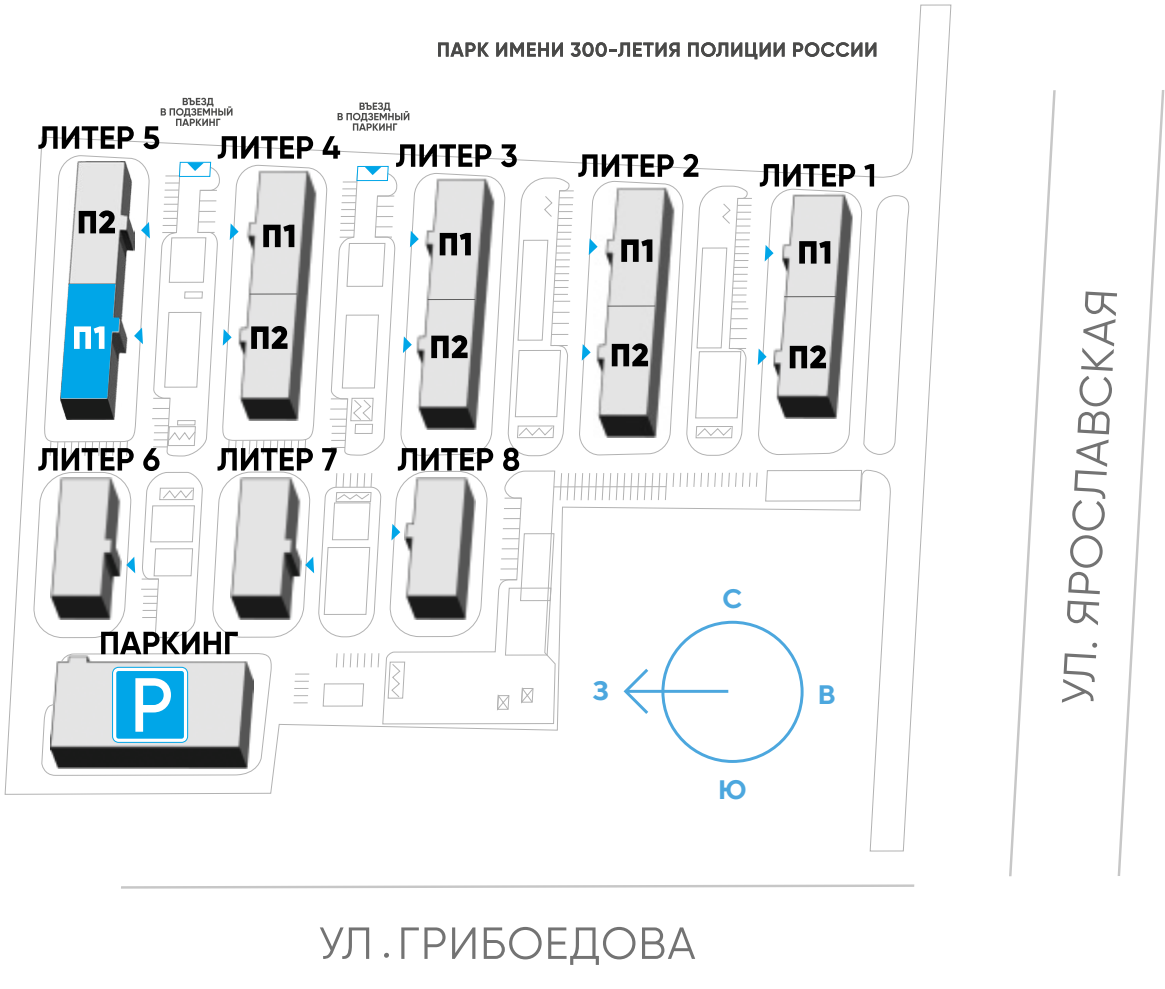 ПАРК ИМЕНИ 300-ЛЕТИЯ ПОЛИЦИИ РОССИИ
ВЪЕЗД
В ПОДЗЕМНЫЙ
ПАРКИНГ
ВЪЕЗД
В ПОДЗЕМНЫЙ
ПАРКИНГ
ЛИТЕР 5
ЛИТЕР 4
ЛИТЕР 3
ЛИТЕР 2
ЛИТЕР 1
П2
П1
П1
П1
П1
П1
П2
П2
П2
П2
ЛИТЕР 6
ЛИТЕР 7
ЛИТЕР 8
ПАРКИНГ
P
С
З
В
Ю
УЛ. ЯРОСЛАВСКАЯ
УЛ.ГРИБОЕДОВА